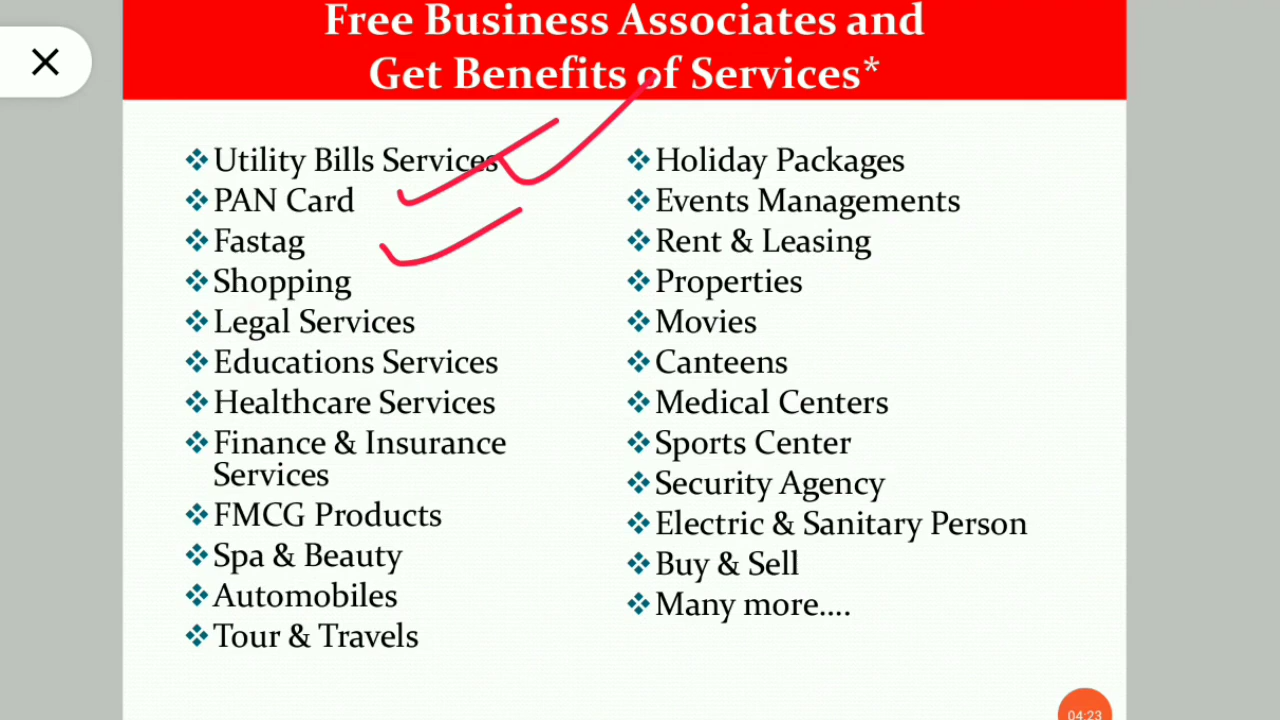 Free Business Associates and
Get Benefits of Services*
Utility Bills Services
PAN Card
Fastag
Shopping
Legal Services
Educations Services
Healthcare Services
Finance & Insurance
Services
FMCG Products
Spa & Beauty
Automobiles
Tour & Travels
Holiday Packages
Events Managements
Rent & Leasing
Properties
Movies
Canteens
Medical Centers
Sports Center
Security Agency
Electric & Sanitary Person
Buy & Sell
Many more....
04:23